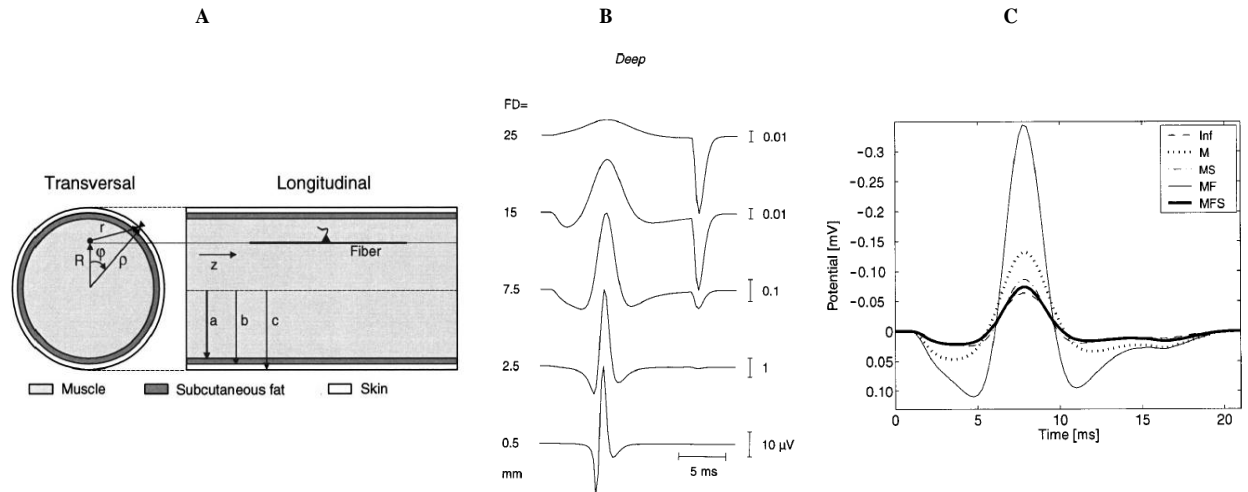 A
B
C
Transversal
Longitudinal
r
R
φ
ρ
Fiber
z
a
b
c
Muscle
Subcutaneous fat
Skin
Deep
FD=
25
0.01
15
0.01
7.5
0.1
2.5
1
0.5
10 µV
mm
5 ms
Potential [mV]
-0.3
-0.25
-0.20
-0.15
-0.10
-0.05
0
0.05
0.10
0
5
10
15
20
Time [ms]
Inf
M
MS
MF
MFS